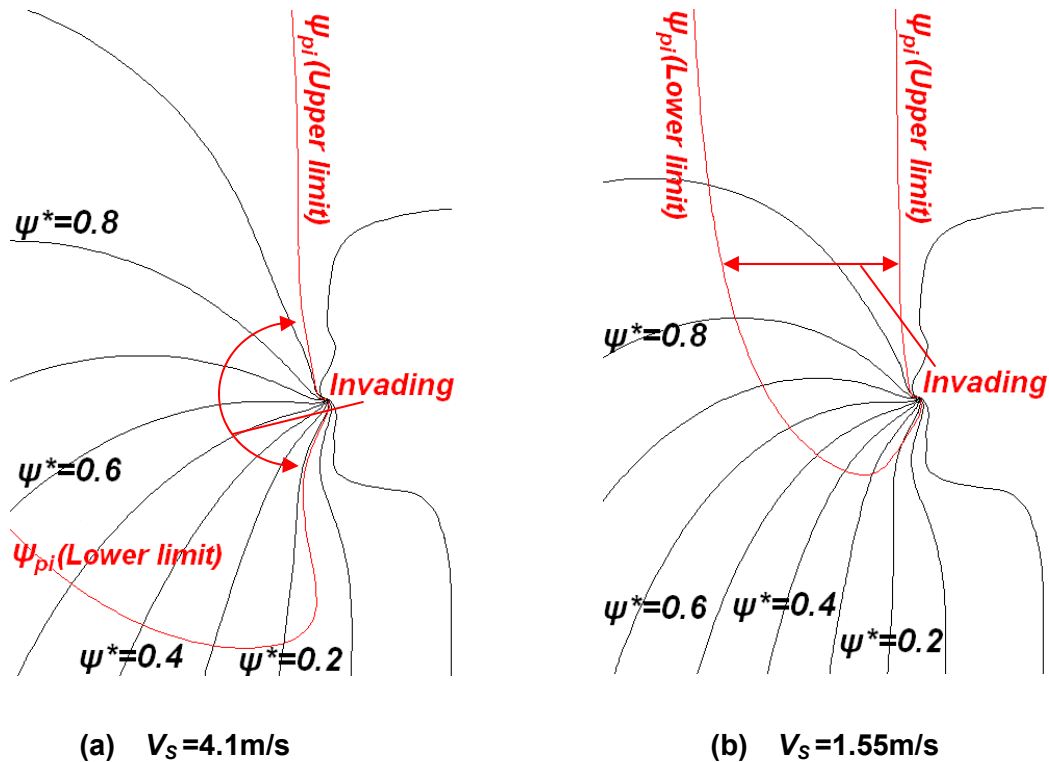 Ψpi(Upper limit)
ψ*=0.8
Invading
ψ*=0.6
Ψpi(Lower limit)
ψ*=0.4
ψ*=0.2
(a) VS=4.1m/s
Ψpi(Lower limit)
Ψpi(Upper limit)
ψ*=0.8
Invading
ψ*=0.6
ψ*=0.4
ψ*=0.2
(b) VS=1.55m/s